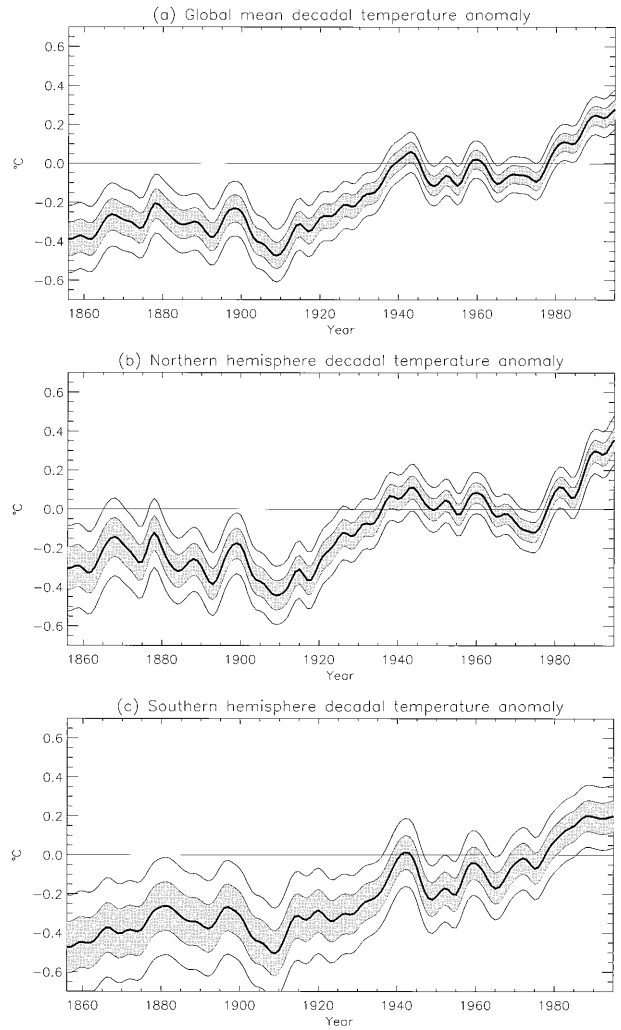 (a) Global mean decadal temperature anomaly
0.6
0.4
0.2
0.0
−0.2
−0.4
−0.6
°C
1860 1880 1900 1920 1940 1960 1980
Year
(b) Northern hemisphere decadal temperature anomaly
0.6
0.4
0.2
0.0
−0.2
−0.4
−0.6
°C
1860 1880 1900 1920 1940 1960 1980
Year
(c) Southern hemisphere decadal temperature anomaly
0.6
0.4
0.2
0.0
−0.2
−0.4
−0.6
°C
1860 1880 1900 1920 1940 1960 1980
Year